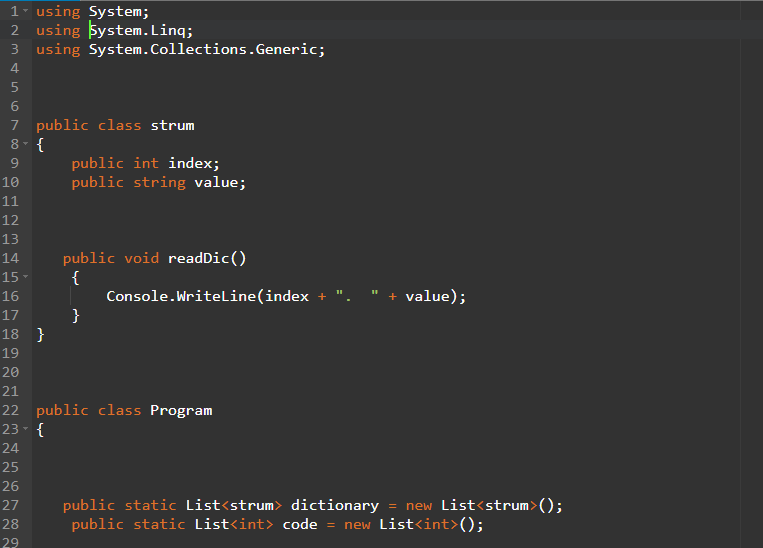 1 using System;
2 using System.Linq;
3 using System.Collections.Generic;
4
5
6
7 public class strum
8 {
9 public int index;
10 public string value;
11
12
13
14 public void readDic()
15 {
16 Console.WriteLine(index + ".  " + value);
17 }
18 }
19
20
21
22 public class Program
23 {
24
25
26
27 public static List<strum> dictionary = new List<strum>();
28 public static List<int> code = new List<int>();
29